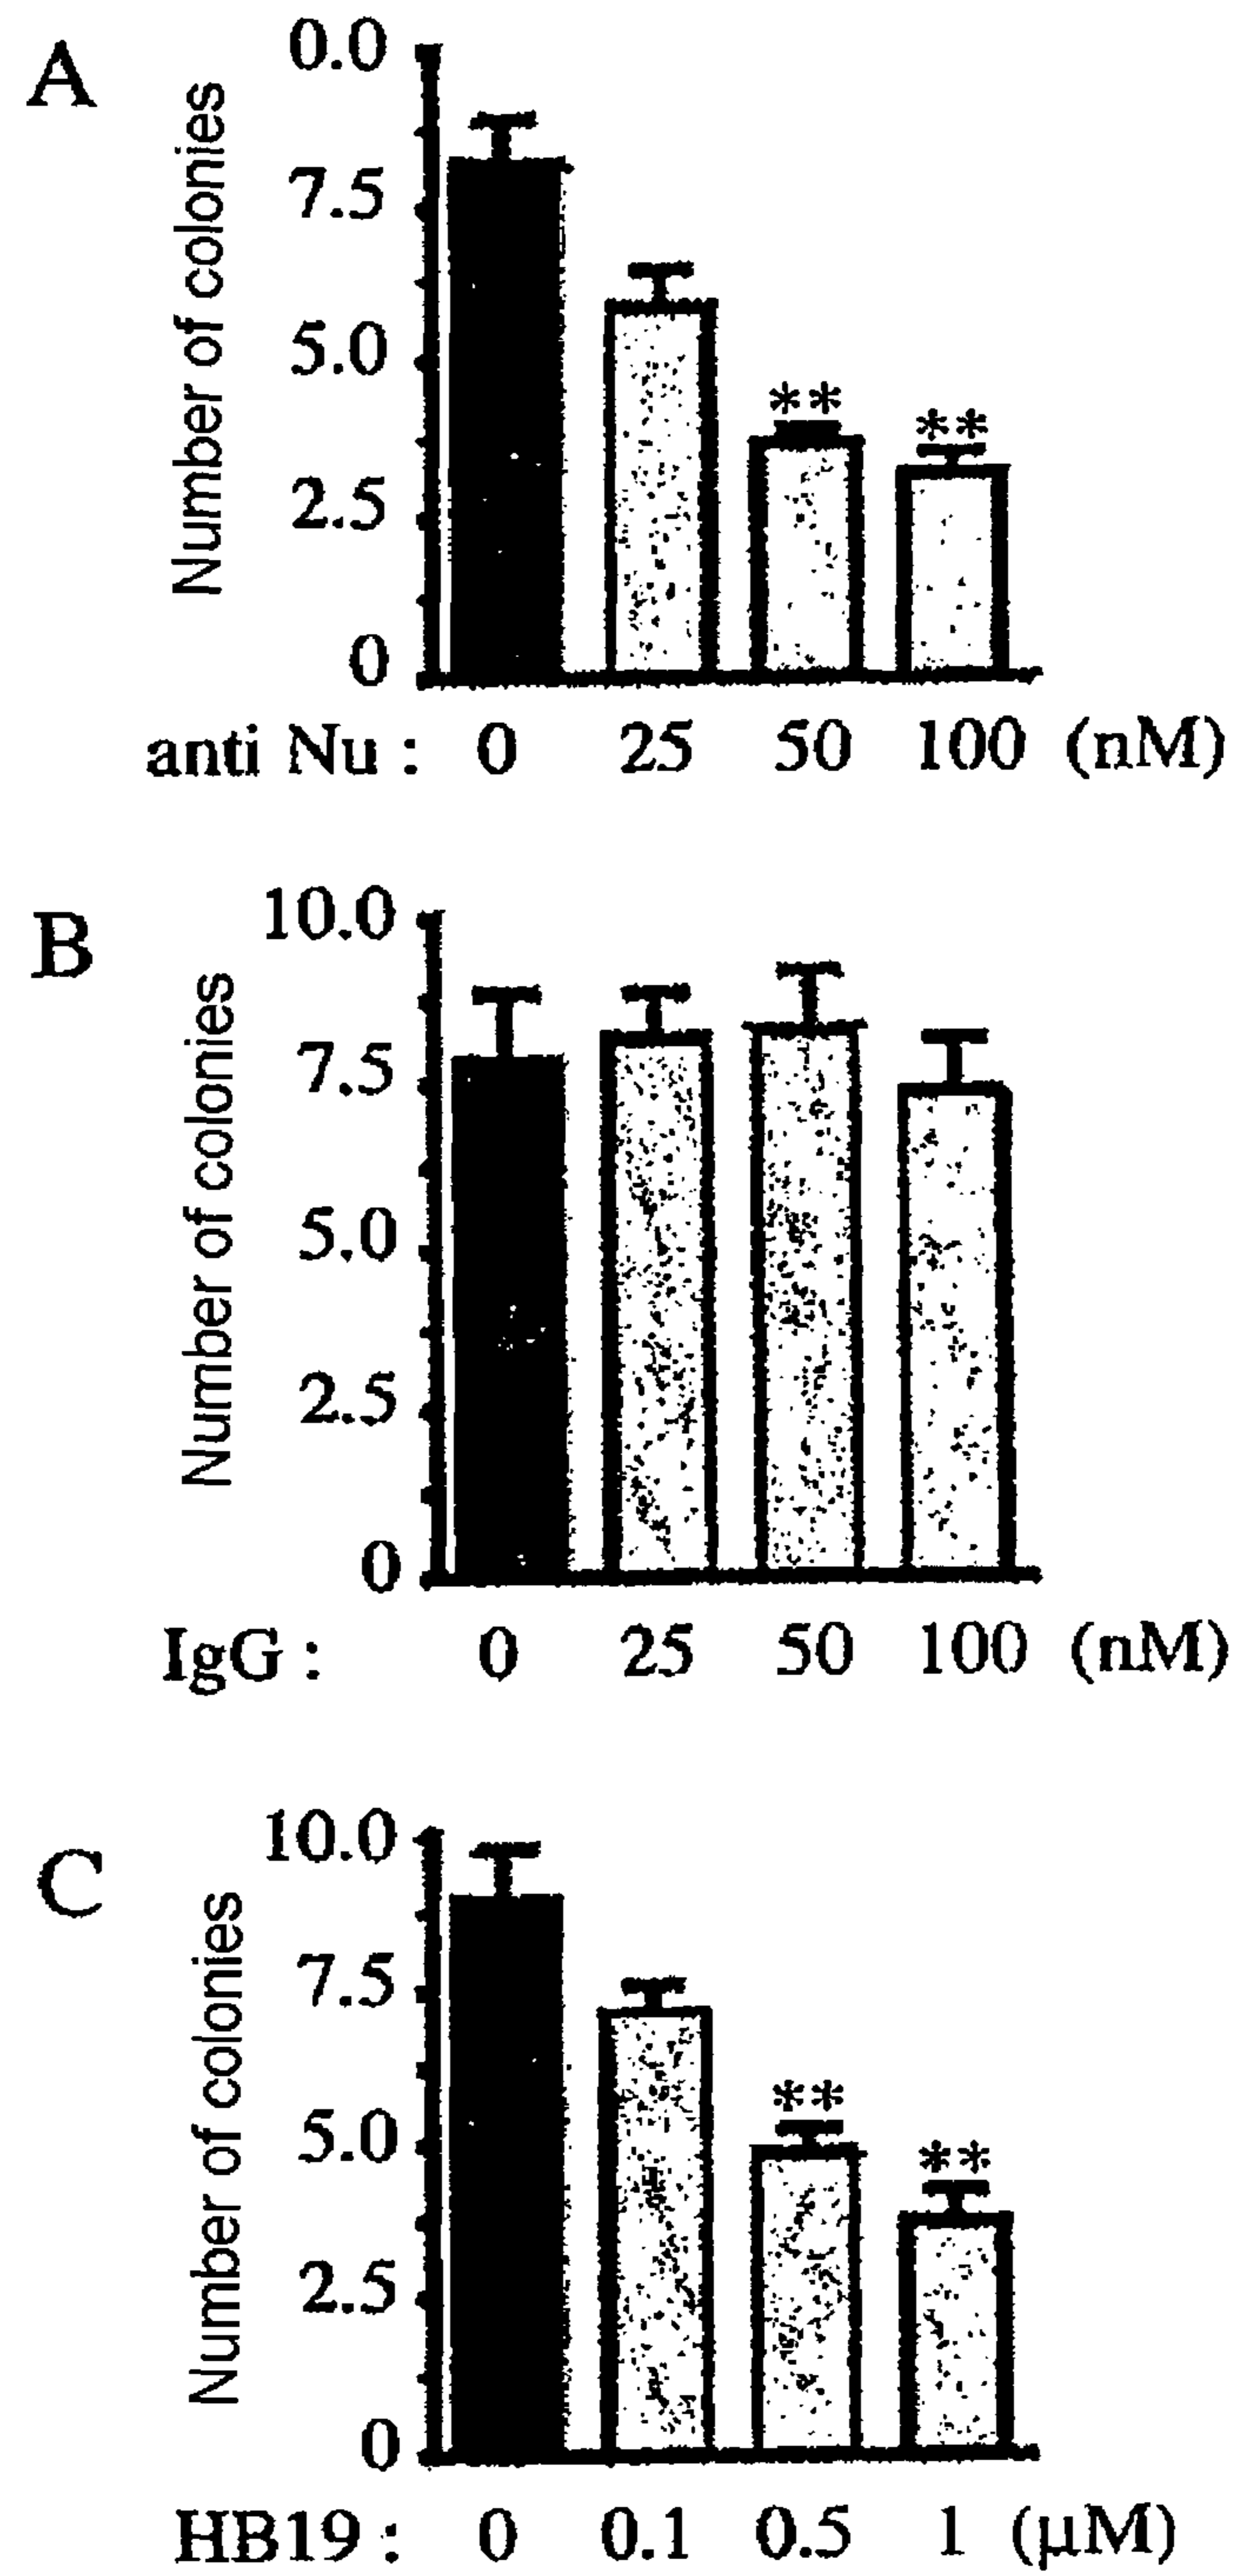 A
Number of colonies
0.0
7.5
5.0
2.5
0
**
**
anti Nu : 0 25 50 100 (nM)
B
Number of colonies
10.0
7.5
5.0
2.5
0
IgG : 0 25 50 100 (nM)
C
Number of colonies
10.0
7.5
5.0
2.5
0
**
**
HB19 : 0 0.1 0.5 1 (μM)